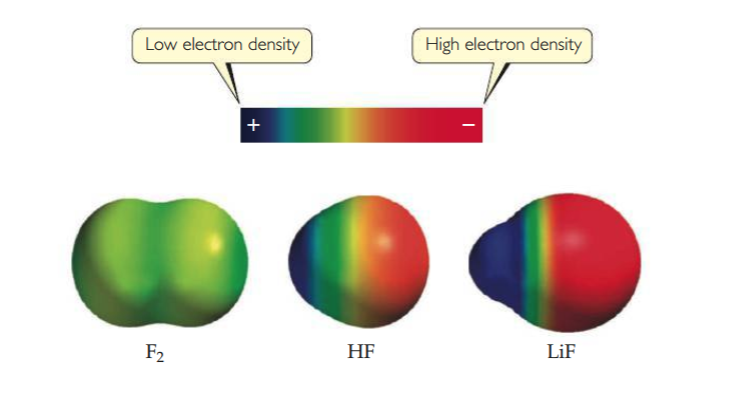 Low electron density
High electron density
+
−
F₂
HF
LiF